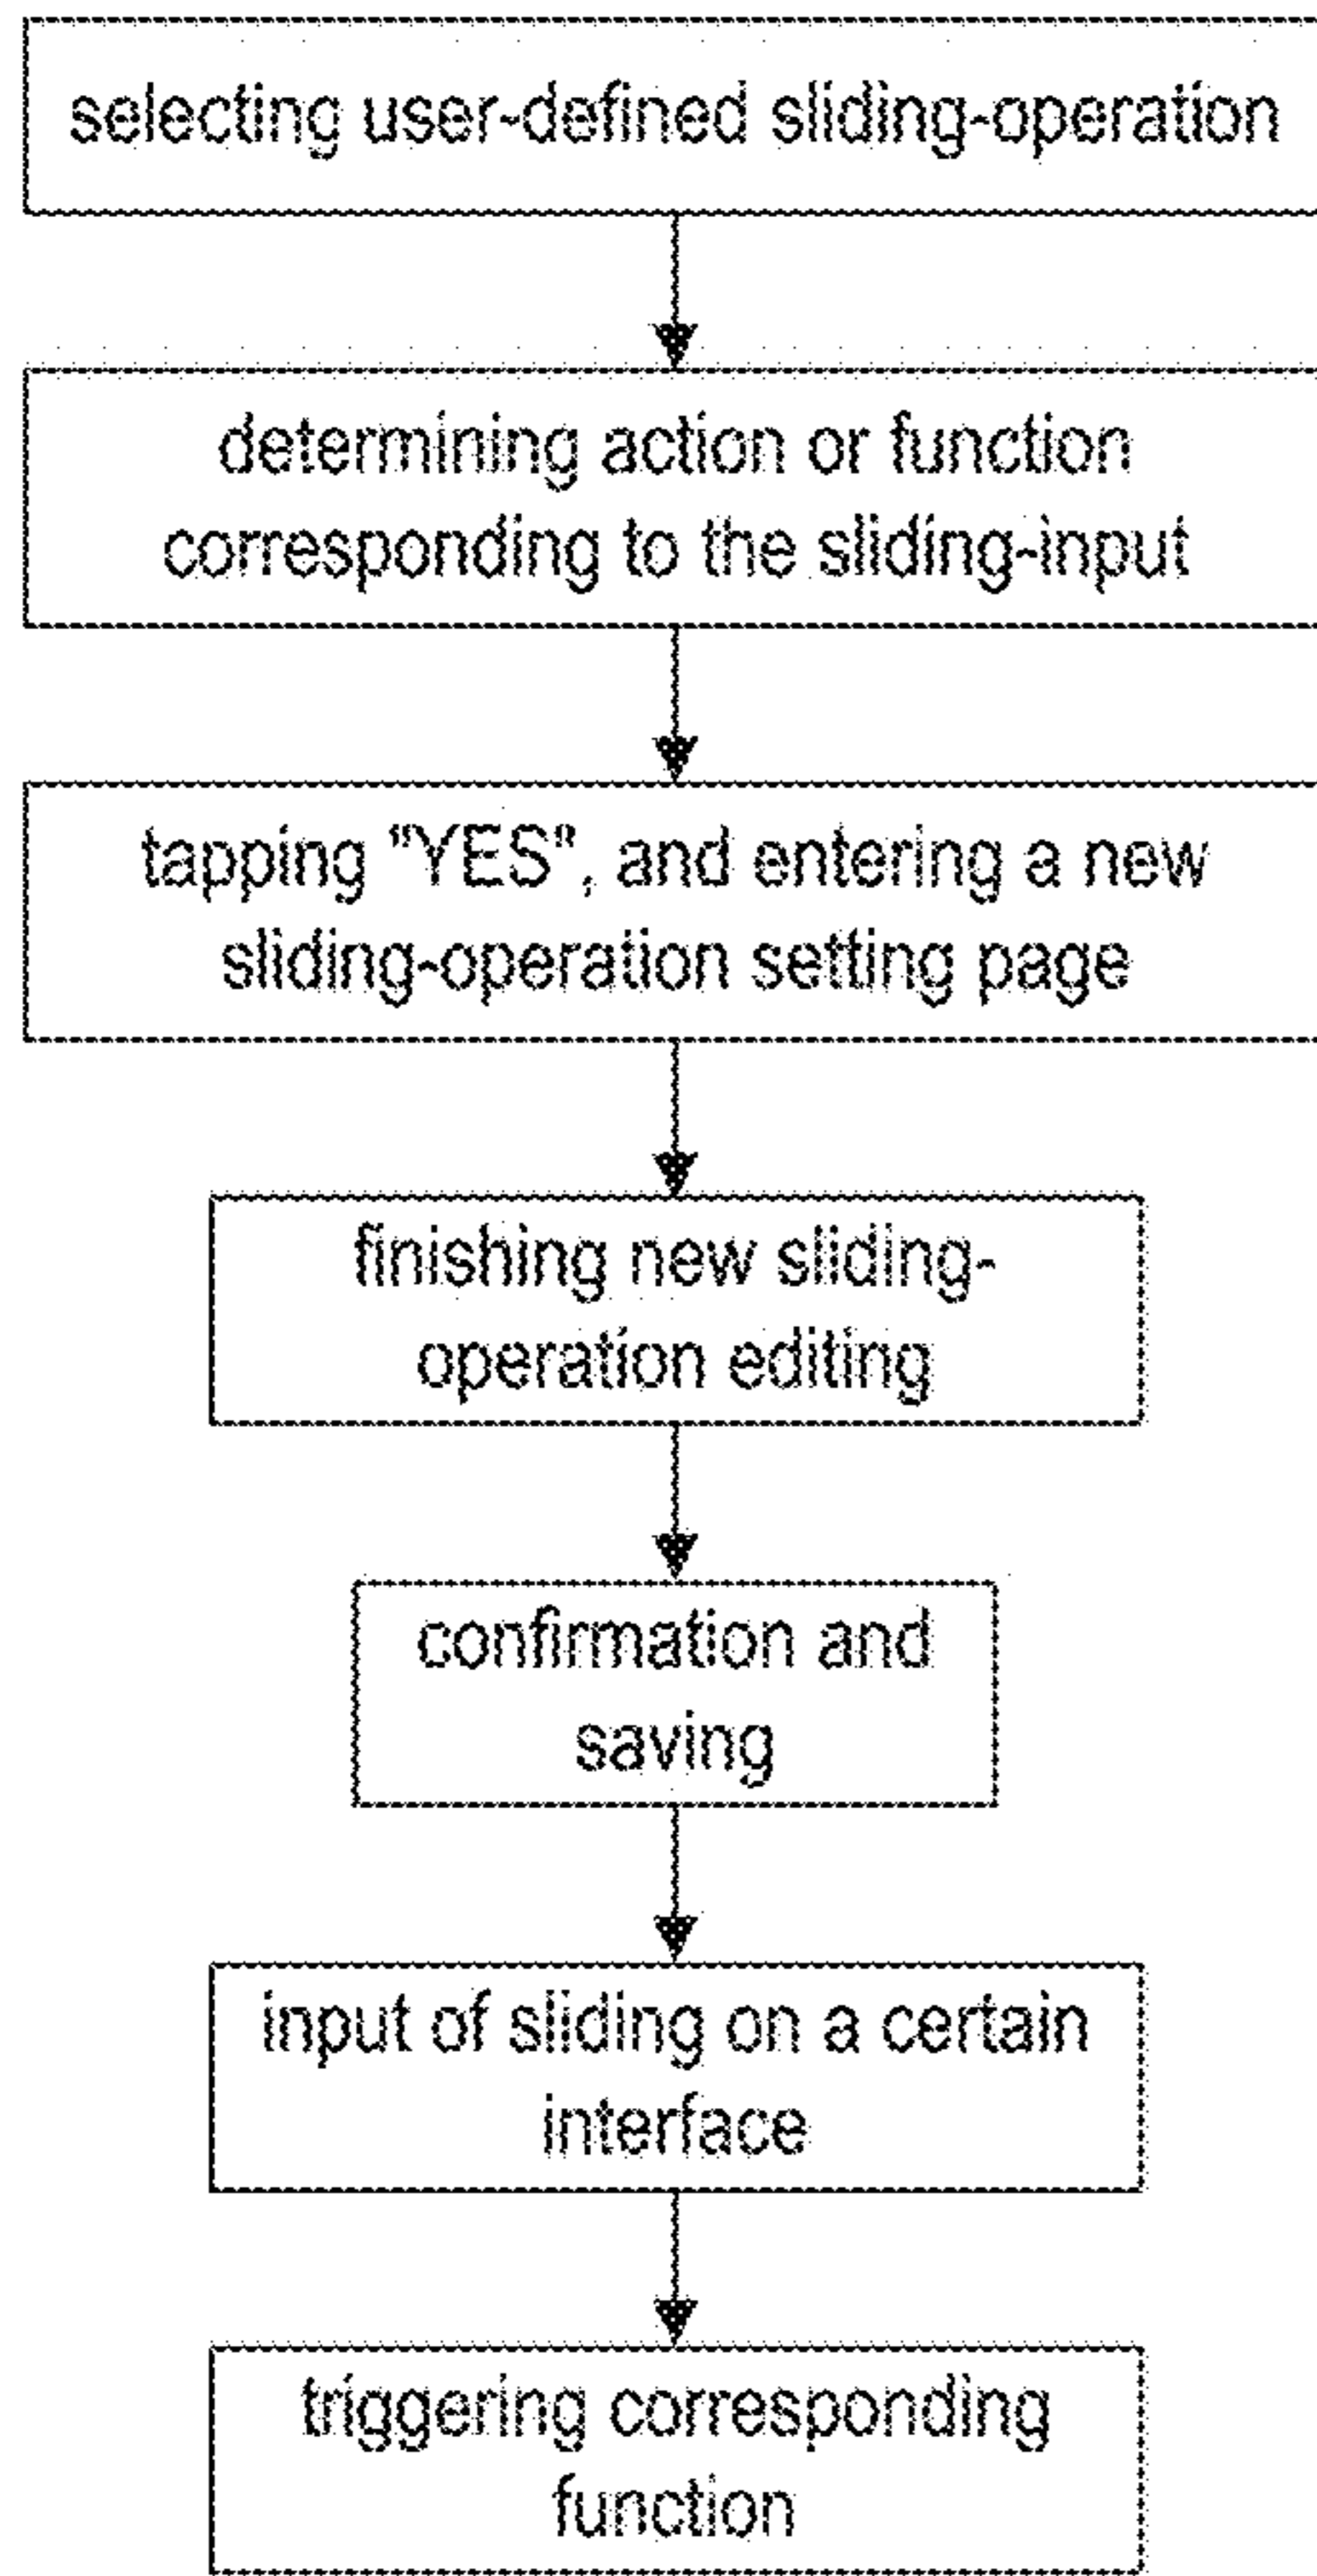 selecting user-defined sliding-operation
determining action or function
corresponding to the sliding-input
tapping "YES", and entering a new
sliding-operation setting page
finishing new sliding-
operation editing
confirmation and
saving
input of sliding on a certain
interface
triggering corresponding
function